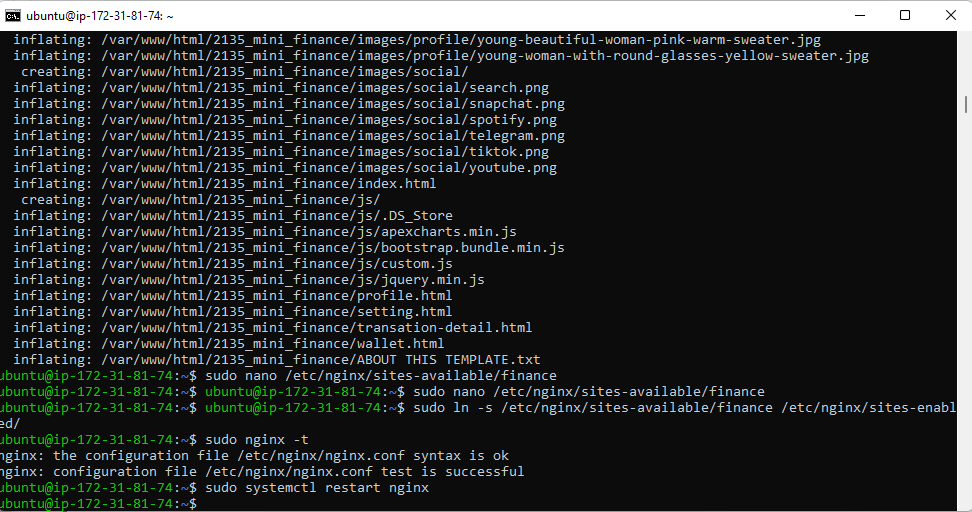 ubuntu@ip-172-31-81-74: ~
inflating: /var/www/html/2135_mini_finance/images/profile/young-beautiful-woman-pink-warm-sweater.jpg
inflating: /var/www/html/2135_mini_finance/images/profile/young-woman-with-round-glasses-yellow-sweater.jpg
creating: /var/www/html/2135_mini_finance/images/social/
inflating: /var/www/html/2135_mini_finance/images/social/search.png
inflating: /var/www/html/2135_mini_finance/images/social/snapchat.png
inflating: /var/www/html/2135_mini_finance/images/social/spotify.png
inflating: /var/www/html/2135_mini_finance/images/social/telegram.png
inflating: /var/www/html/2135_mini_finance/images/social/tiktok.png
inflating: /var/www/html/2135_mini_finance/images/social/youtube.png
inflating: /var/www/html/2135_mini_finance/index.html
creating: /var/www/html/2135_mini_finance/js/
inflating: /var/www/html/2135_mini_finance/js/.DS_Store
inflating: /var/www/html/2135_mini_finance/js/apexcharts.min.js
inflating: /var/www/html/2135_mini_finance/js/bootstrap.bundle.min.js
inflating: /var/www/html/2135_mini_finance/js/custom.js
inflating: /var/www/html/2135_mini_finance/js/jquery.min.js
inflating: /var/www/html/2135_mini_finance/profile.html
inflating: /var/www/html/2135_mini_finance/setting.html
inflating: /var/www/html/2135_mini_finance/transation-detail.html
inflating: /var/www/html/2135_mini_finance/wallet.html
inflating: /var/www/html/2135_mini_finance/ABOUT THIS TEMPLATE.txt
ubuntu@ip-172-31-81-74:~$ sudo nano /etc/nginx/sites-available/finance
ubuntu@ip-172-31-81-74:~$ ubuntu@ip-172-31-81-74:~$ sudo nano /etc/nginx/sites-available/finance
ubuntu@ip-172-31-81-74:~$ ubuntu@ip-172-31-81-74:~$ sudo ln -s /etc/nginx/sites-available/finance /etc/nginx/sites-enabl
ed/
ubuntu@ip-172-31-81-74:~$ sudo nginx -t
nginx: the configuration file /etc/nginx/nginx.conf syntax is ok
nginx: configuration file /etc/nginx/nginx.conf test is successful
ubuntu@ip-172-31-81-74:~$ sudo systemctl restart nginx
ubuntu@ip-172-31-81-74:~$